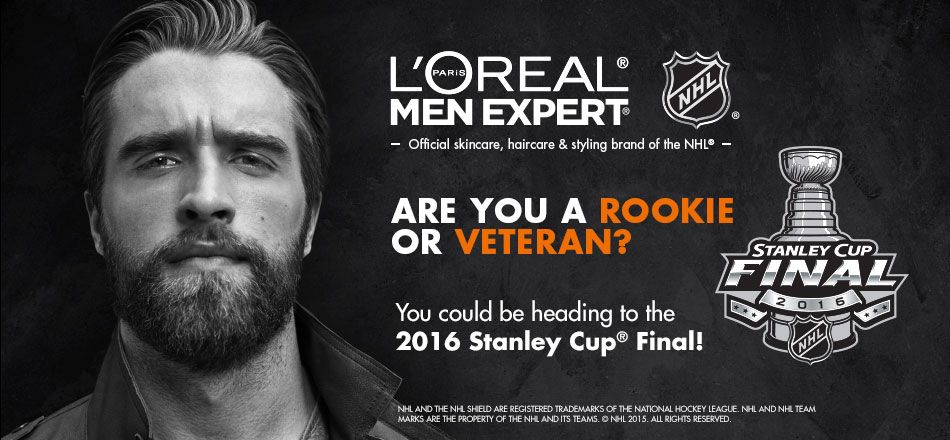 L'ORÉAL®
PARIS
MEN EXPERT®
NHL®
– Official skincare, haircare & styling brand of the NHL® –
ARE YOU A ROOKIE
OR VETERAN?
STANLEY CUP
FINAL
2015
NHL
You could be heading to the
2016 Stanley Cup® Final!
NHL AND THE NHL SHIELD ARE REGISTERED TRADEMARKS OF THE NATIONAL HOCKEY LEAGUE. NHL AND NHL TEAM
MARKS ARE THE PROPERTY OF THE NHL AND ITS TEAMS. © NHL 2015. ALL RIGHTS RESERVED.